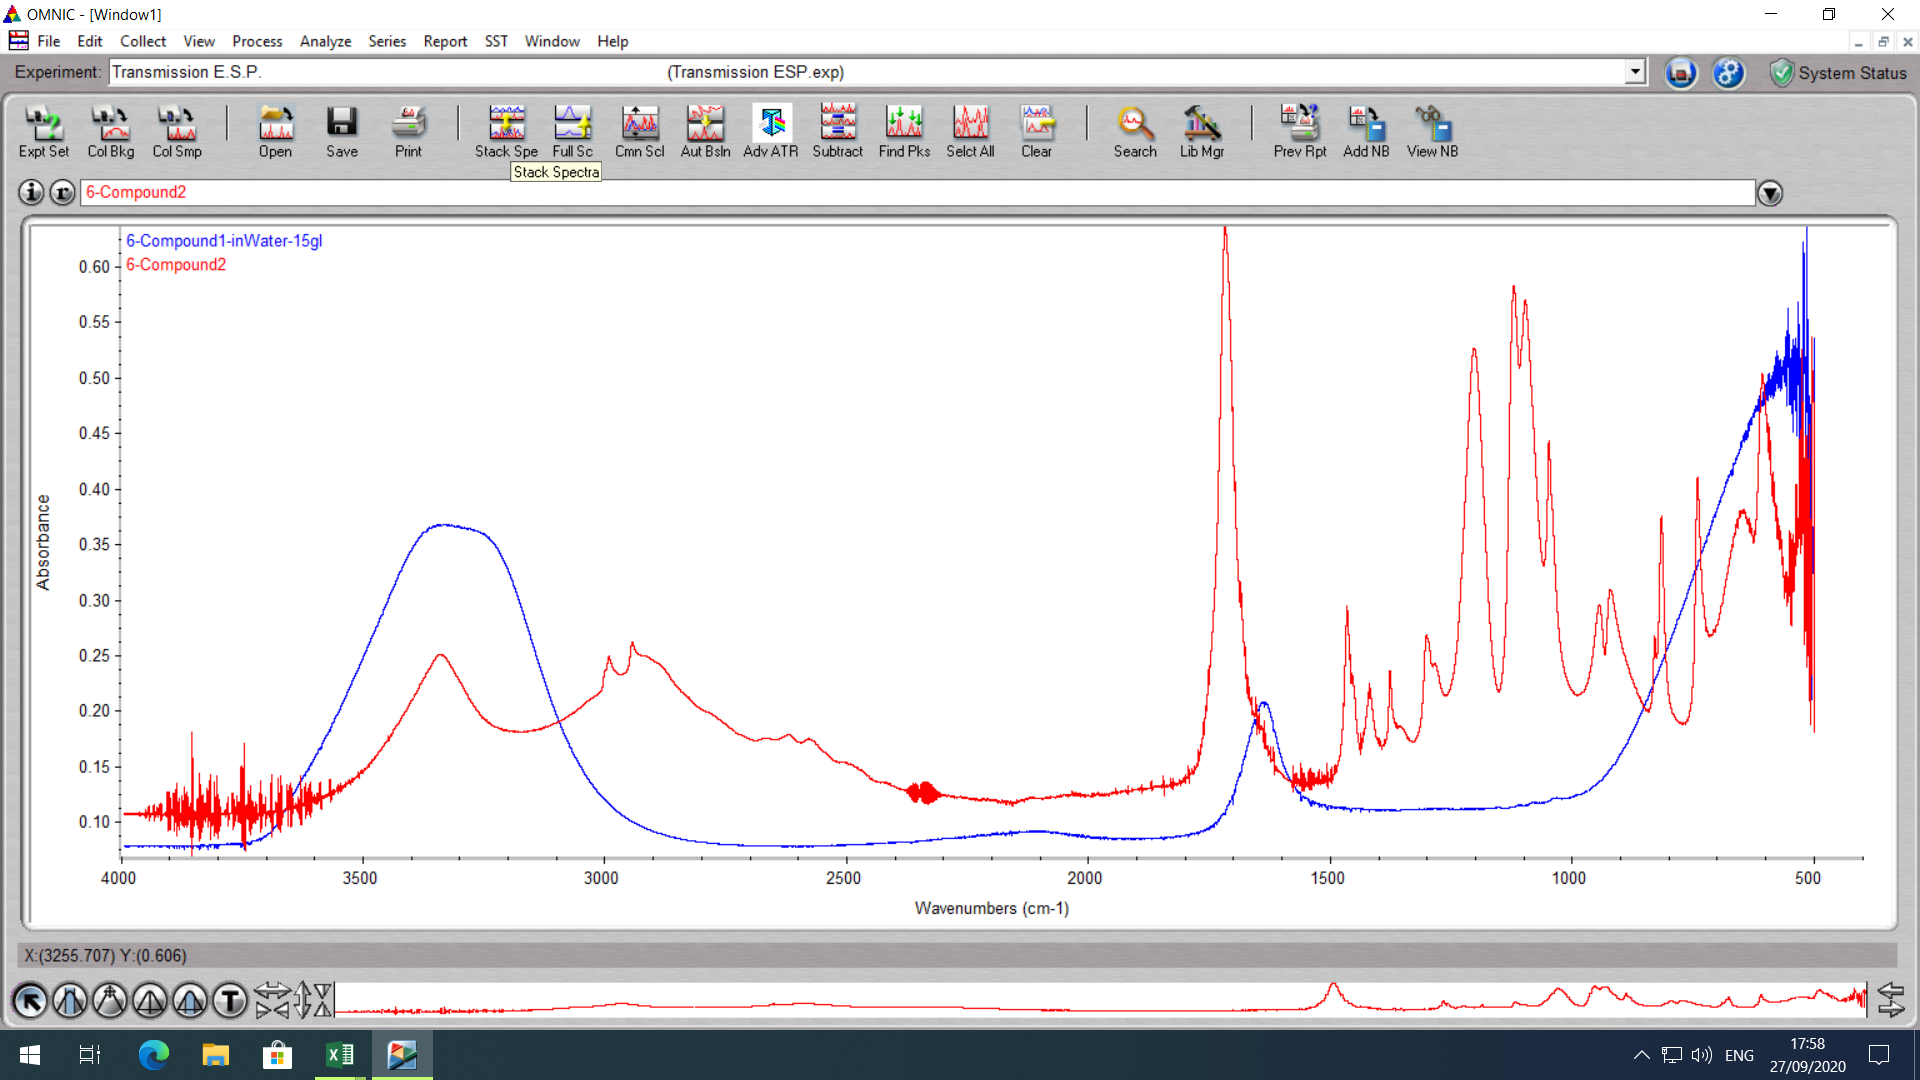 OMNIC - [Window1]
File Edit Collect View Process Analyze Series Report SST Window Help
Experiment: Transmission E.S.P. (Transmission ESP.exp) System Status
Expt Set Col Bkg Col Smp Open Save Print Stack Spe Full Sc Cmn Scl Aut Bsln Adv ATR Subtract Find Pks Selct All Clear Search Lib Mgr Prev Rpt Add NB View NB
Stack Spectra
6-Compound2
6-Compound1-inWater-15gl
6-Compound2
0.60
0.55
0.50
0.45
0.40
0.35
0.30
0.25
0.20
0.15
0.10
Absorbance
4000 3500 3000 2500 2000 1500 1000 500
Wavenumbers (cm-1)
X:(3255.707) Y:(0.606)
T
ENG
17:58
27/09/2020